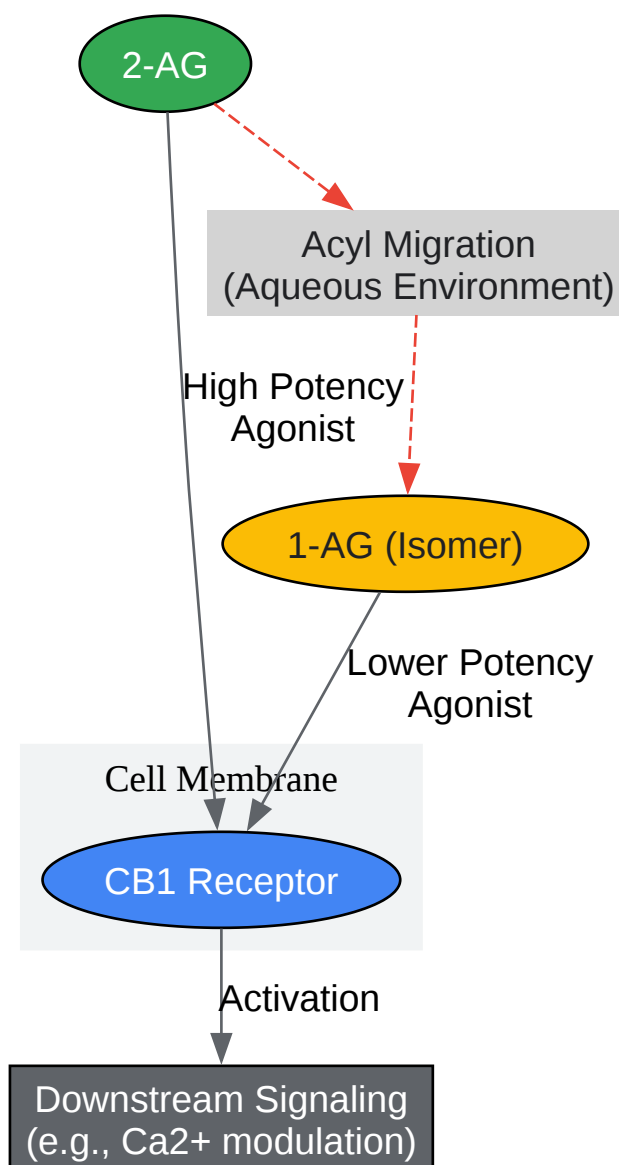 2-AG
Acyl Migration
(Aqueous Environment)
High Potency
Agonist
1-AG (Isomer)
Lower Potency
Agonist
Cell Membrane
CB1 Receptor
Activation
Downstream Signaling
(e.g., Ca2+ modulation)